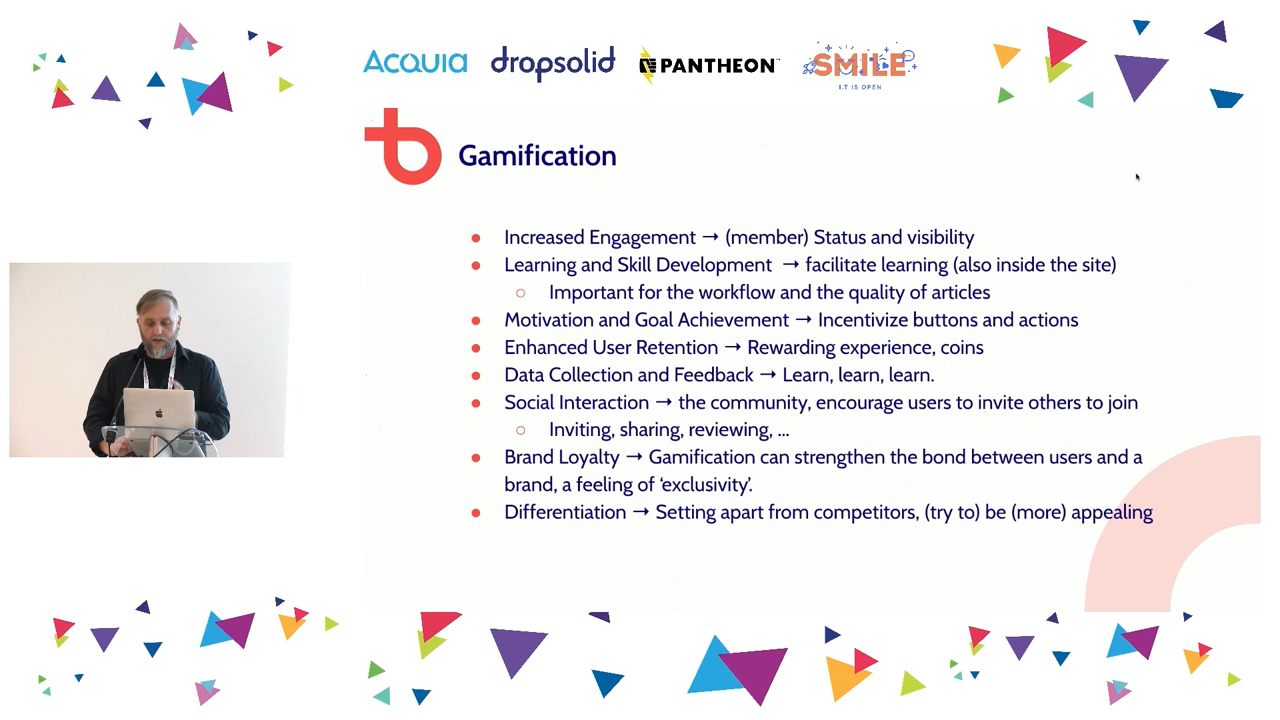 ACQUIA dropsolid PANTHEON SMILE
I.T IS OPEN
Gamification
Increased Engagement → (member) Status and visibility
Learning and Skill Development → facilitate learning (also inside the site)
Important for the workflow and the quality of articles
Motivation and Goal Achievement → Incentivize buttons and actions
Enhanced User Retention → Rewarding experience, coins
Data Collection and Feedback → Learn, learn, learn.
Social Interaction → the community, encourage users to invite others to join
Inviting, sharing, reviewing, ...
Brand Loyalty → Gamification can strengthen the bond between users and a
brand, a feeling of ‘exclusivity’.
Differentiation → Setting apart from competitors, (try to) be (more) appealing